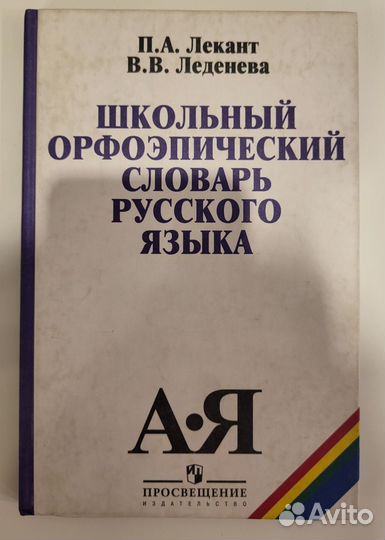 П.А. Лекант
В.В. Леденева
ШКОЛЬНЫЙ
ОРФОЭПИЧЕСКИЙ
СЛОВАРЬ
РУССКОГО
ЯЗЫКА
А•Я
ПРОСВЕЩЕНИЕ
ИЗДАТЕЛЬСТВО
Avito